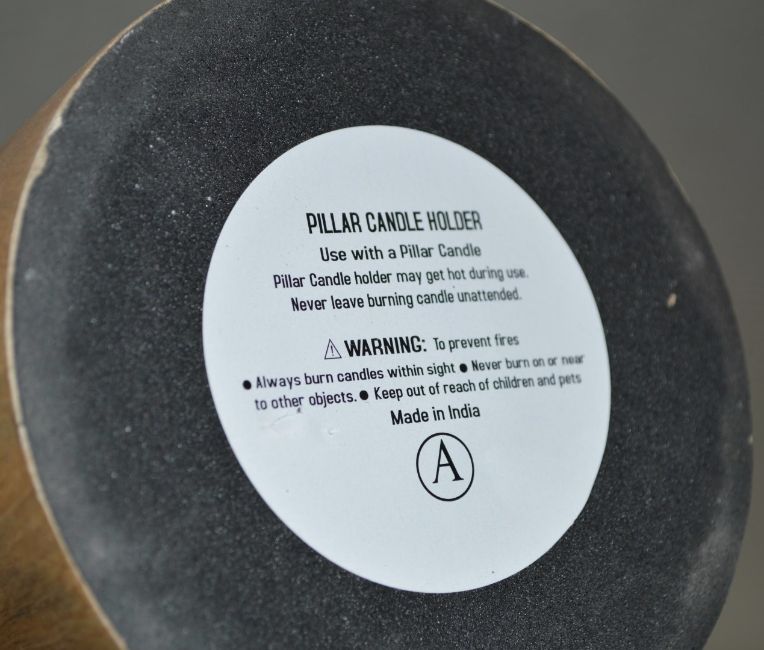 PILLAR CANDLE HOLDER
Use with a Pillar Candle
Pillar Candle holder may get hot during use.
Never leave burning candle unattended.
⚠ WARNING: To prevent fires
● Always burn candles within sight ● Never burn on or near
to other objects. ● Keep out of reach of children and pets
Made in India
A